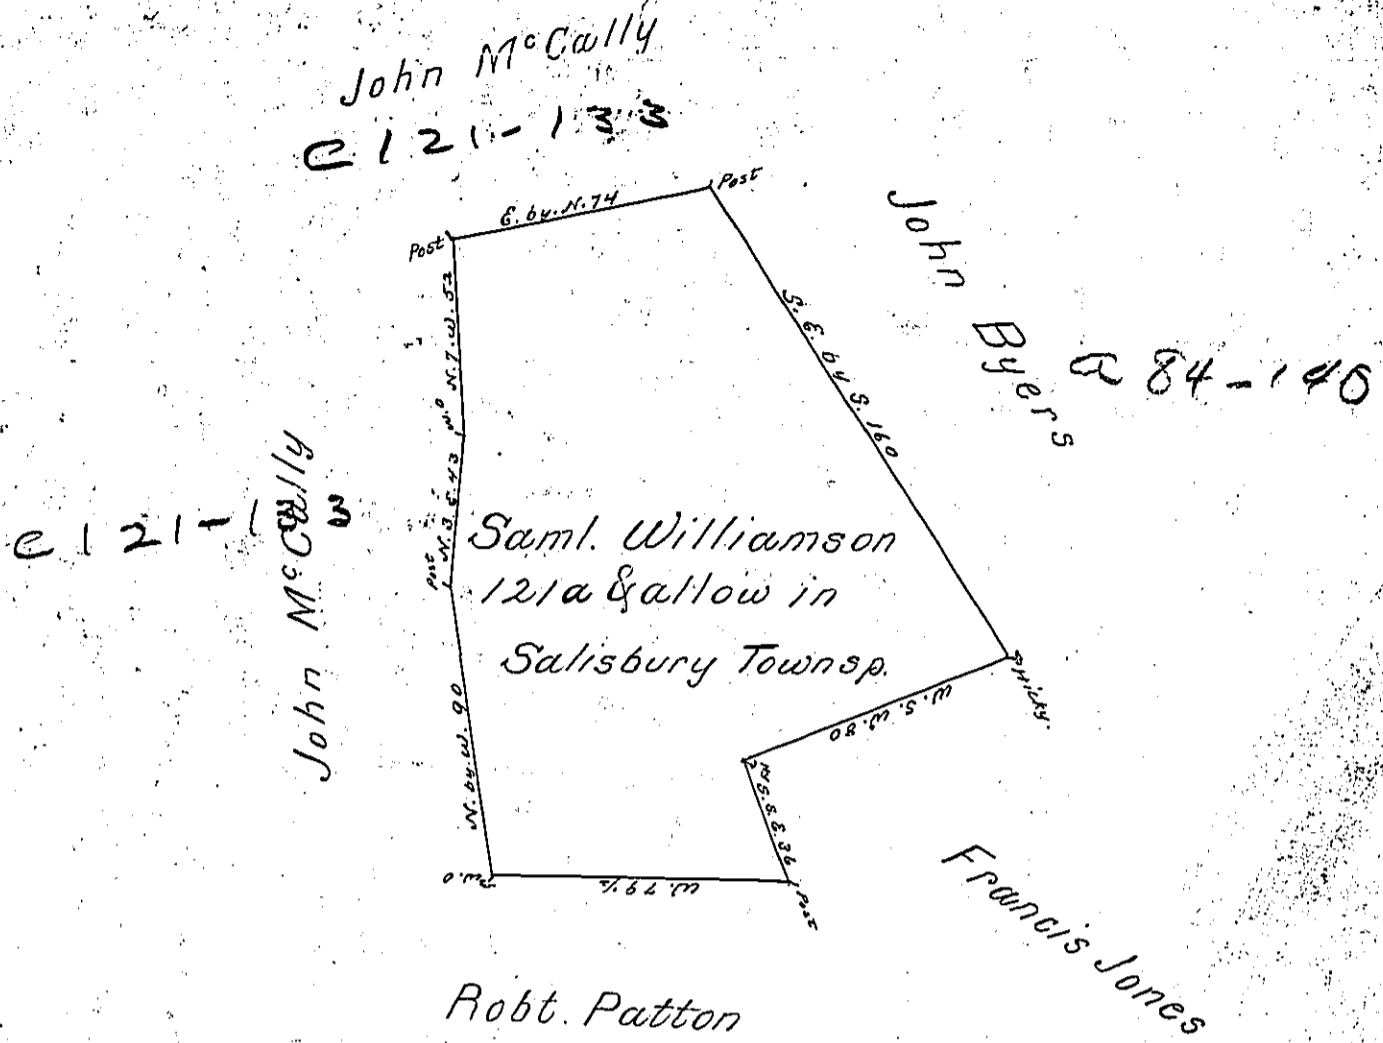 John McCally
C121-133
Post
E. by. N. 74
Post
John Byers
a 84-140
S. E. by S. 160
N. 7. W. 52
W.O
N. 3. E. 43
Post
John McCally
C121-133
Saml. Williamson
121a & allow in
Salisbury Townsp.
Hicky.
W. S. W. 80
S. S. E. 36
N. by. W. 90
W.O
W. 79½
Post
Francis Jones
Robt. Patton